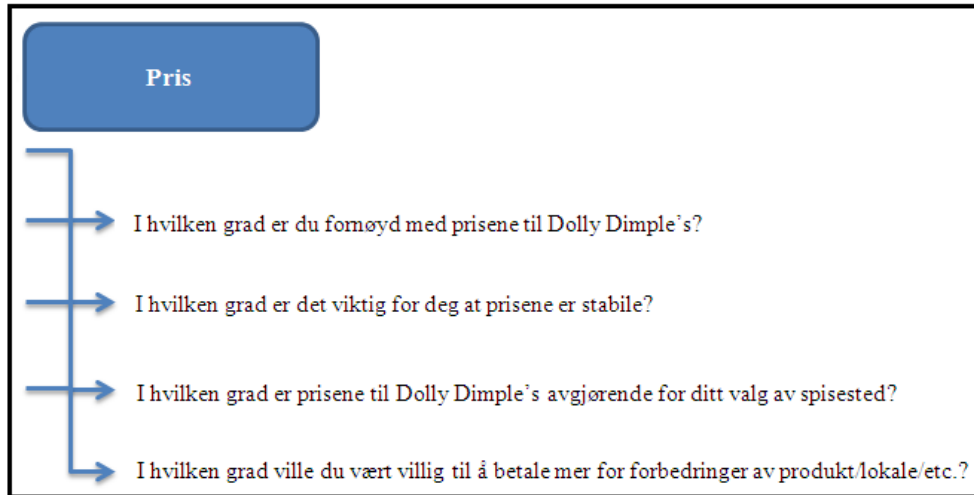 Pris
I hvilken grad er du fornøyd med prisene til Dolly Dimple’s?
I hvilken grad er det viktig for deg at prisene er stabile?
I hvilken grad er prisene til Dolly Dimple’s avgjørende for ditt valg av spisested?
I hvilken grad ville du vært villig til å betale mer for forbedringer av produkt/lokale/etc.?